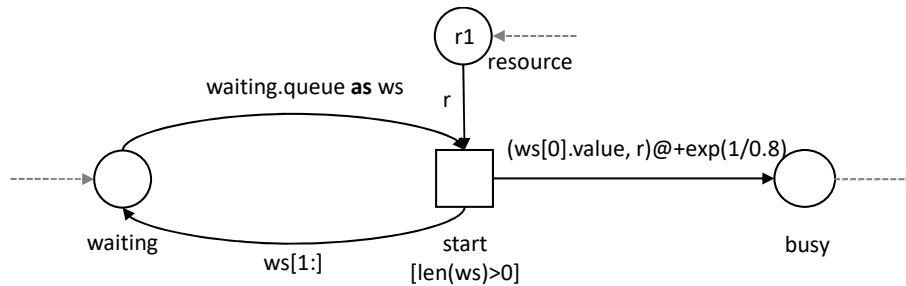 r1
resource
waiting.queue as ws
r
(ws[0].value, r)@+exp(1/0.8)
waiting
start
busy
ws[1:]
[len(ws)>0]